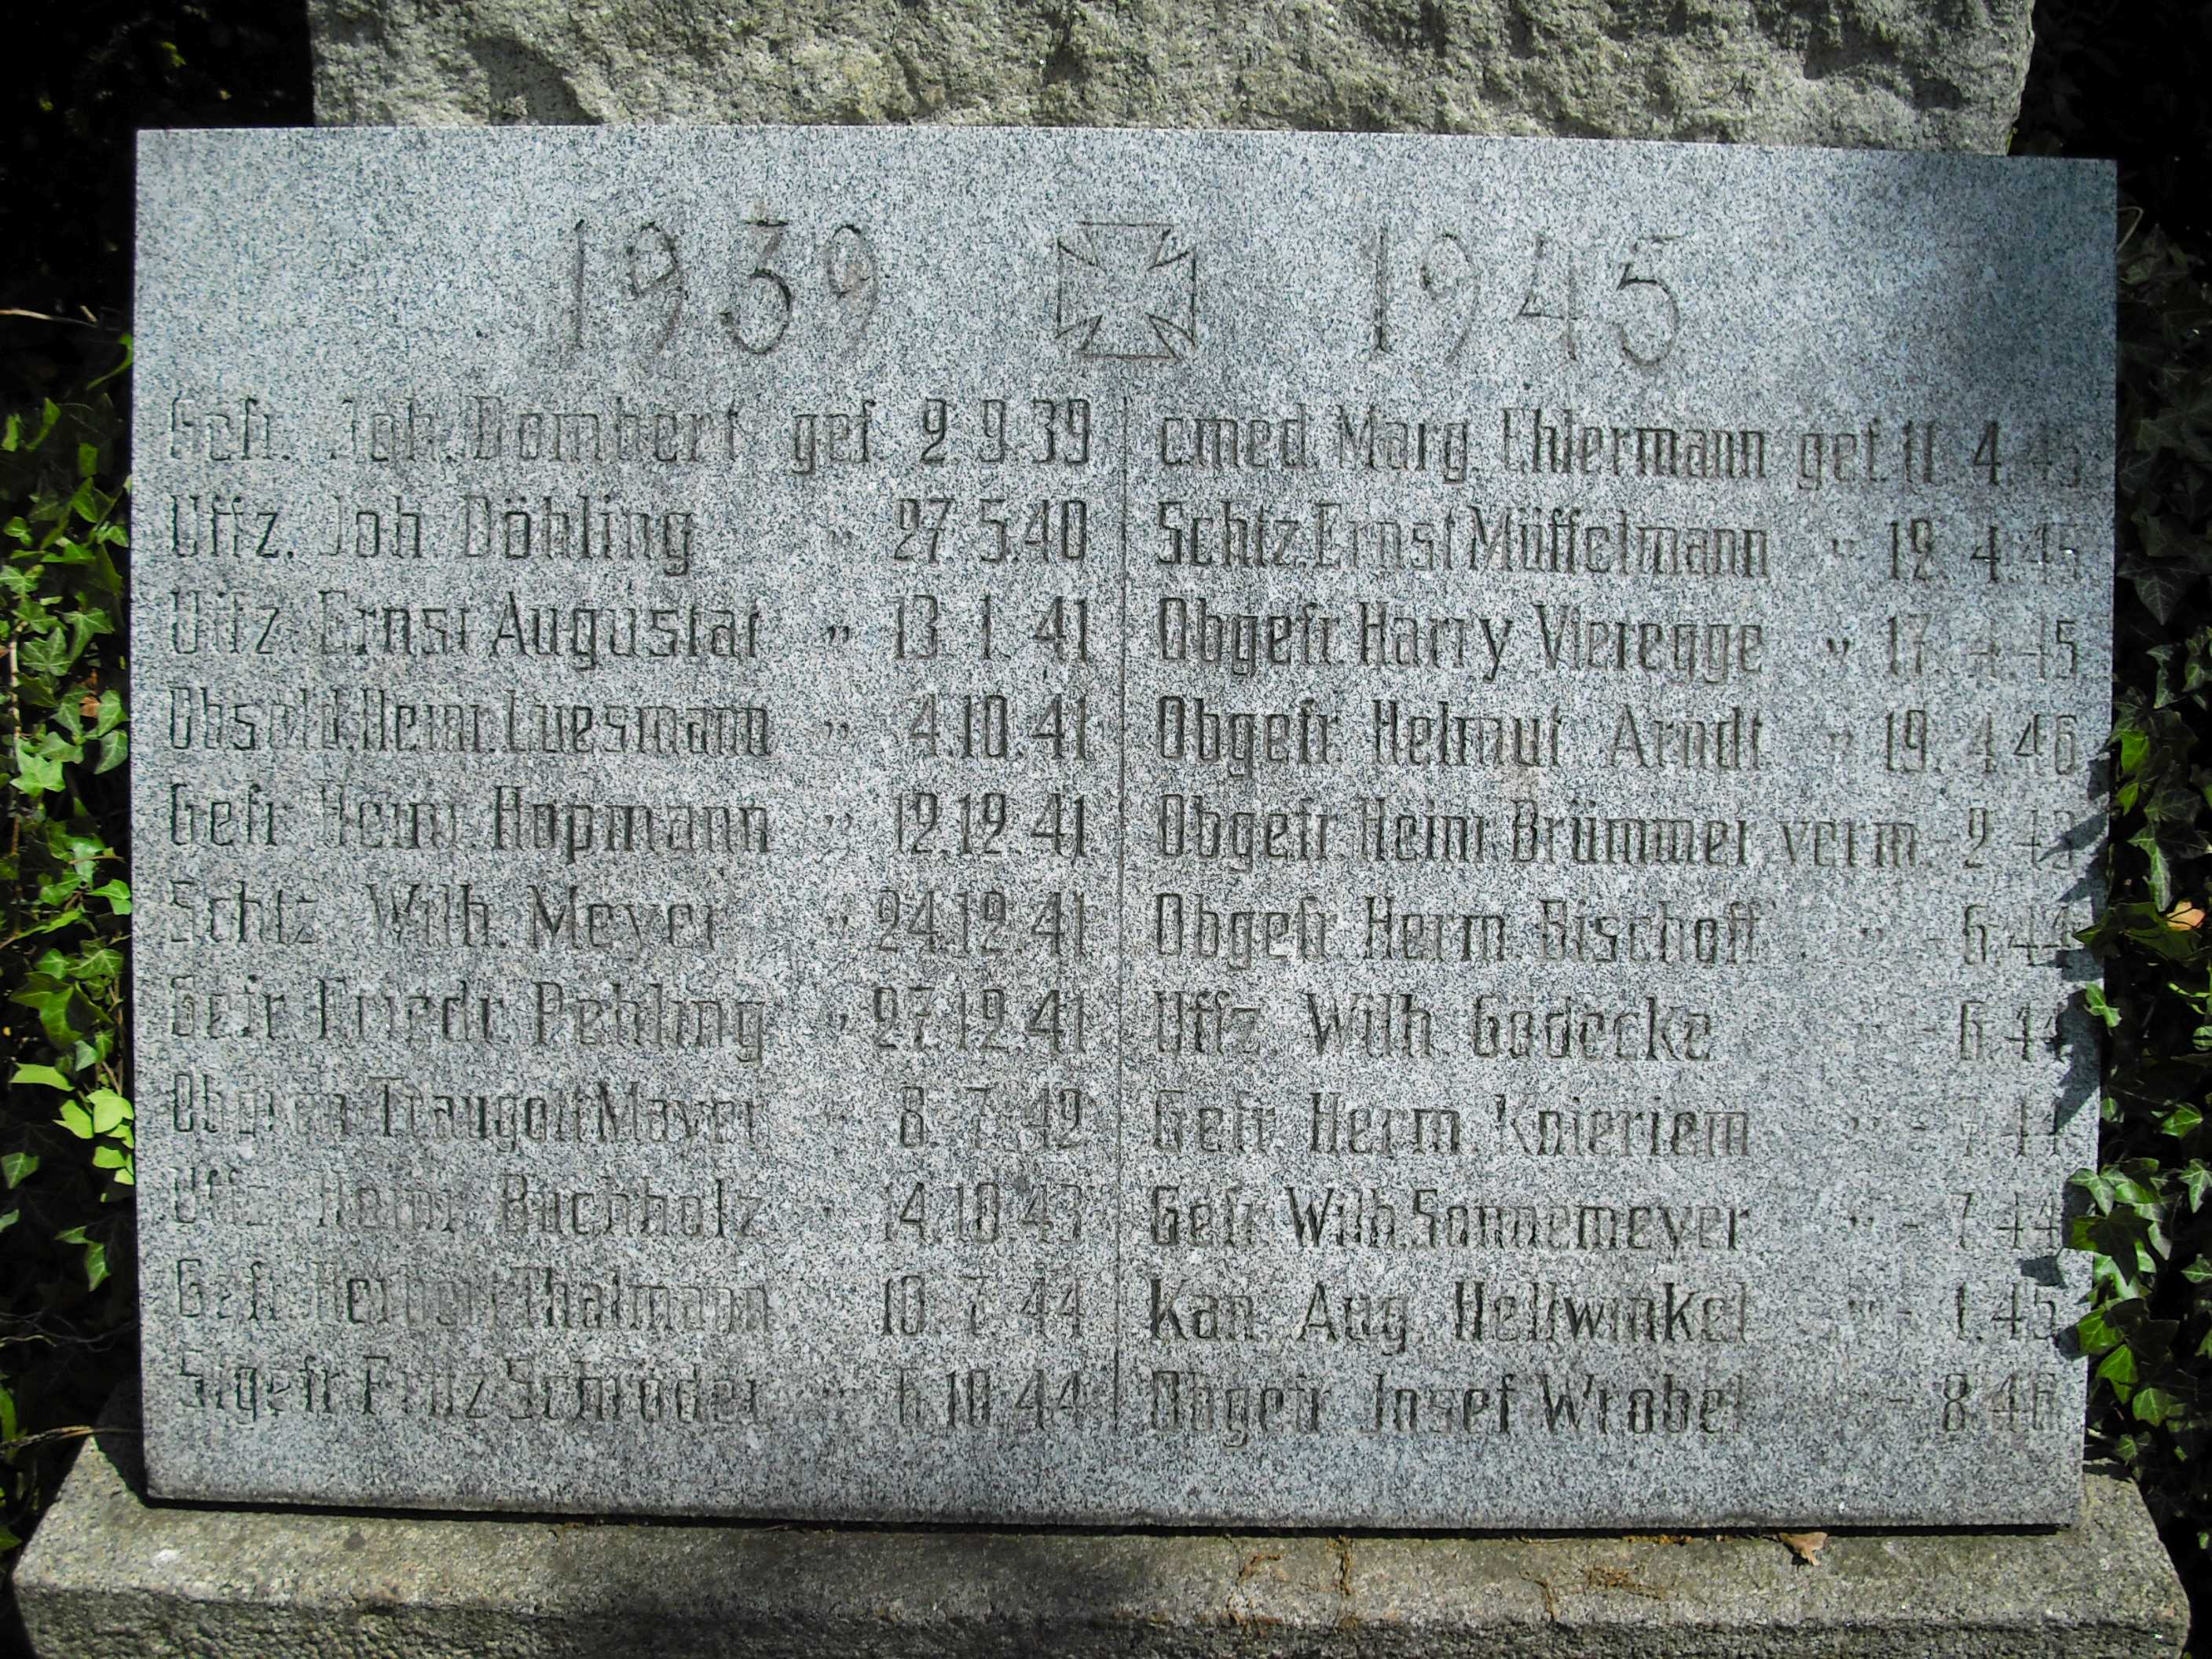 1939 1945
Gefr. Joh. Dombert gef. 2. 9. 39
Uffz. Joh. Döhling " 27. 5. 40
Uffz. Ernst Augustat " 13. 1. 41
Obsold. Heinr. Luesmann " 4. 10. 41
Gefr. Heinr. Hopmann " 12. 12. 41
Schtz. Wilh. Meyer " 24. 12. 41
Gefr. Friedr. Pehling " 27. 12. 41
Traugott Mayer " 8. 7. 42
Uffz. Heinr. Buchholz " 14. 10. 43
Gefr. Thalmann " 10. 7. 44
Stgefr. Fritz Schröder " 6. 10. 44
c. med. Marg. Ehlermann gef. 11. 4. 45
Schtz. Ernst Müffelmann " 12. 4. 45
Obgefr. Harry Vieregge " 17. 4. 45
Obgefr. Helmut Arndt " 19. 1. 46
Obgefr. Heinr. Brümmer verm. - 2. 43
Obgefr. Herm. Bischoff " - 6. 44
Uffz. Wilh. Gödecke " - 6. 44
Gefr. Herm. Knieriem " - 7. 44
Gefr. Wilh. Sonnemeyer " - 7. 44
Kan. Aug. Hellwinkel " - 1. 45
Obgefr. Josef Wrobel " - 8. 46